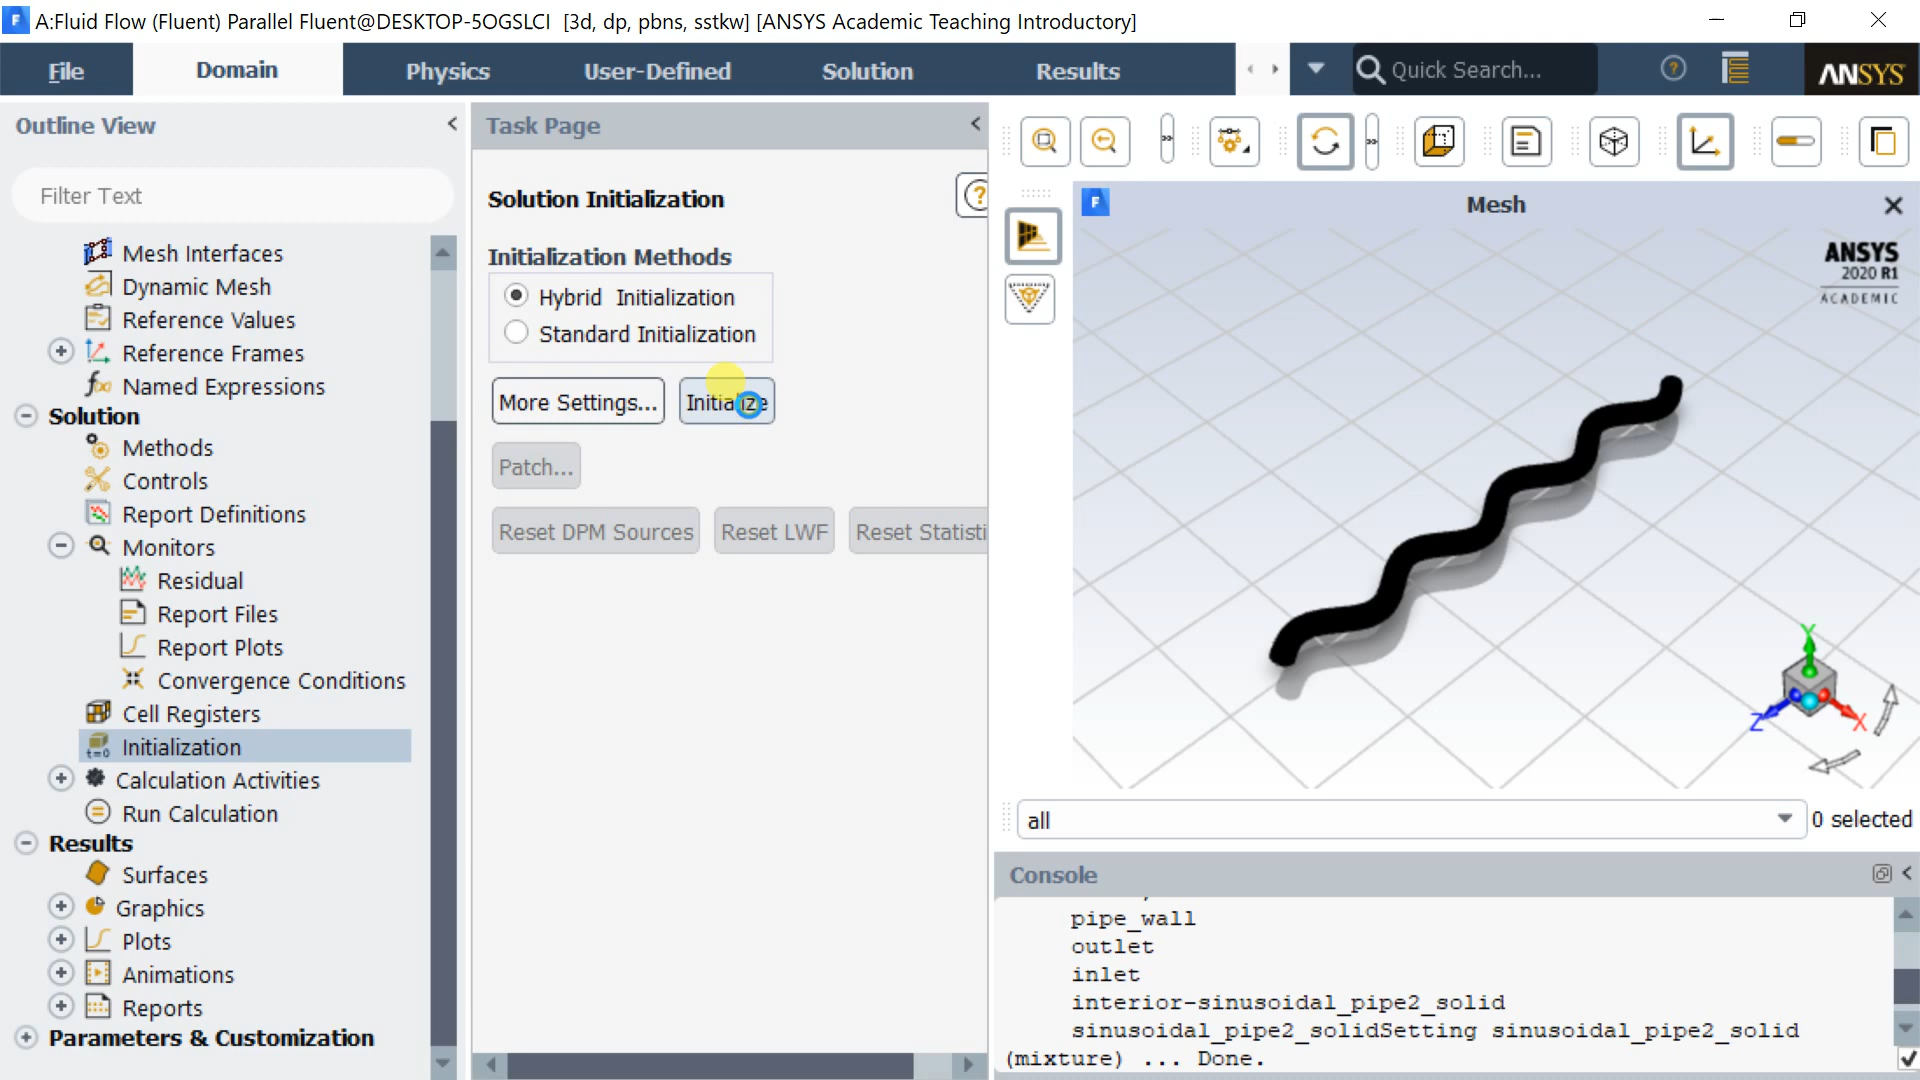 A:Fluid Flow (Fluent) Parallel Fluent@DESKTOP-5OGSLCI [3d, dp, pbns, sstkw] [ANSYS Academic Teaching Introductory]
File
Domain
Physics
User-Defined
Solution
Results
Quick Search...
ANSYS
Outline View
Filter Text
Mesh Interfaces
Dynamic Mesh
Reference Values
Reference Frames
Named Expressions
Solution
Methods
Controls
Report Definitions
Monitors
Residual
Report Files
Report Plots
Convergence Conditions
Cell Registers
Initialization
Calculation Activities
Run Calculation
Results
Surfaces
Graphics
Plots
Animations
Reports
Parameters & Customization
Task Page
Solution Initialization
Initialization Methods
Hybrid Initialization
Standard Initialization
More Settings...
Initialize
Patch...
Reset DPM Sources
Reset LWF
Reset Statisti
Mesh
ANSYS
2020 R1
ACADEMIC
Y
Z
X
all
0 selected
Console
pipe_wall
outlet
inlet
interior-sinusoidal_pipe2_solid
sinusoidal_pipe2_solidSetting sinusoidal_pipe2_solid
(mixture) ... Done.